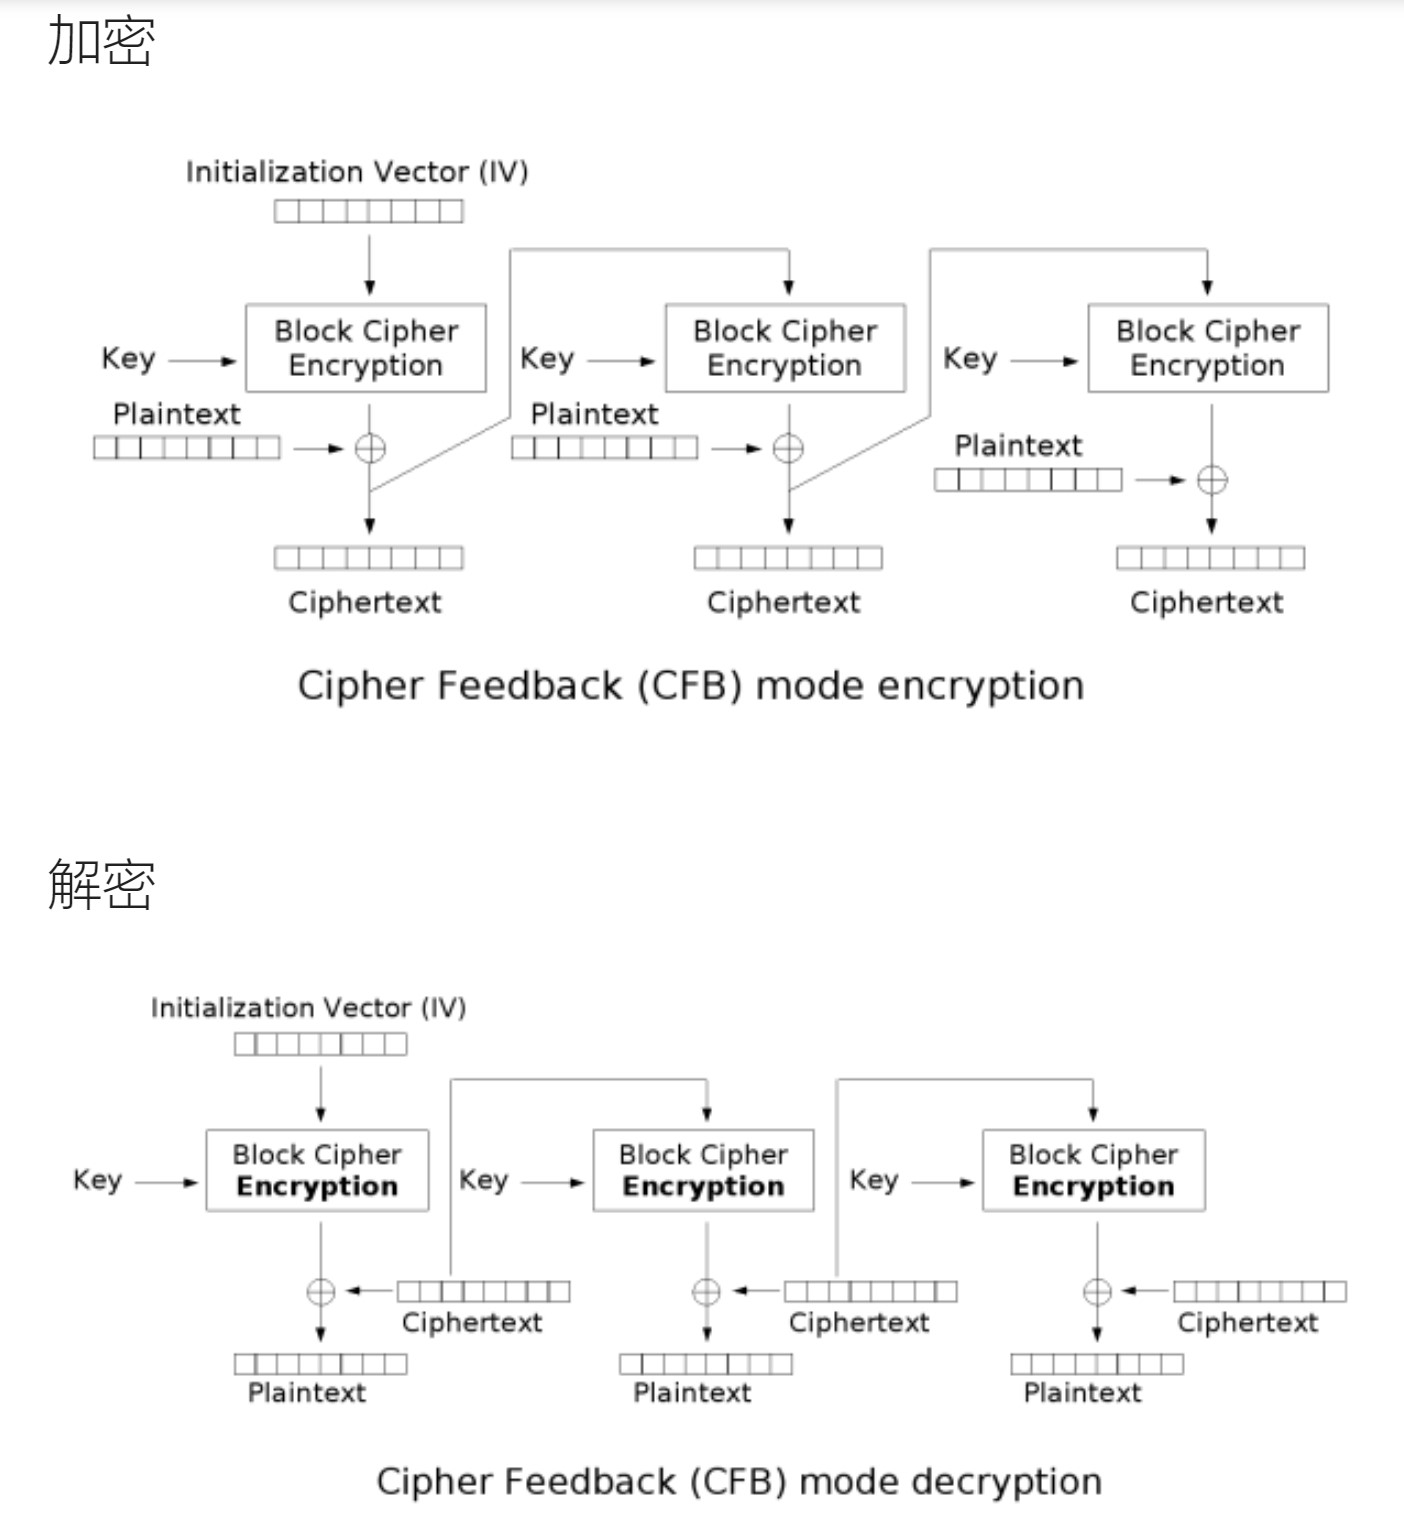 加密
Initialization Vector (IV)
Block Cipher
Encryption
Key
Plaintext
Ciphertext
Block Cipher
Encryption
Key
Plaintext
Ciphertext
Block Cipher
Encryption
Key
Plaintext
Ciphertext
Cipher Feedback (CFB) mode encryption
解密
Initialization Vector (IV)
Block Cipher
Encryption
Key
Ciphertext
Plaintext
Block Cipher
Encryption
Key
Ciphertext
Plaintext
Block Cipher
Encryption
Key
Ciphertext
Plaintext
Cipher Feedback (CFB) mode decryption